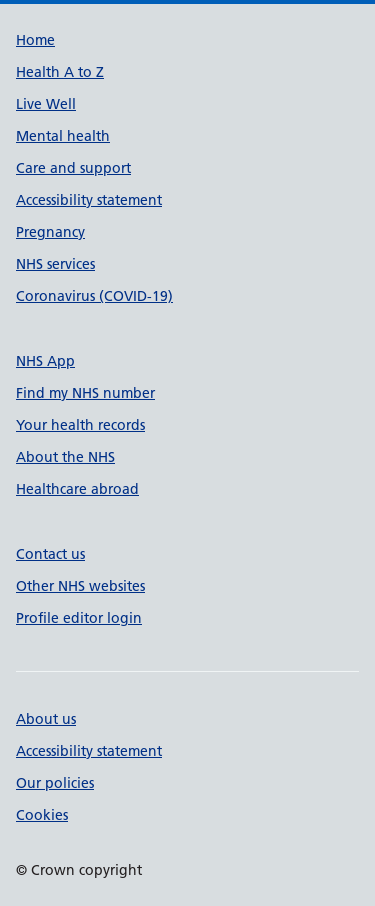 Home
Health A to Z
Live Well
Mental health
Care and support
Accessibility statement
Pregnancy
NHS services
Coronavirus (COVID-19)
NHS App
Find my NHS number
Your health records
About the NHS
Healthcare abroad
Contact us
Other NHS websites
Profile editor login
About us
Accessibility statement
Our policies
Cookies
© Crown copyright